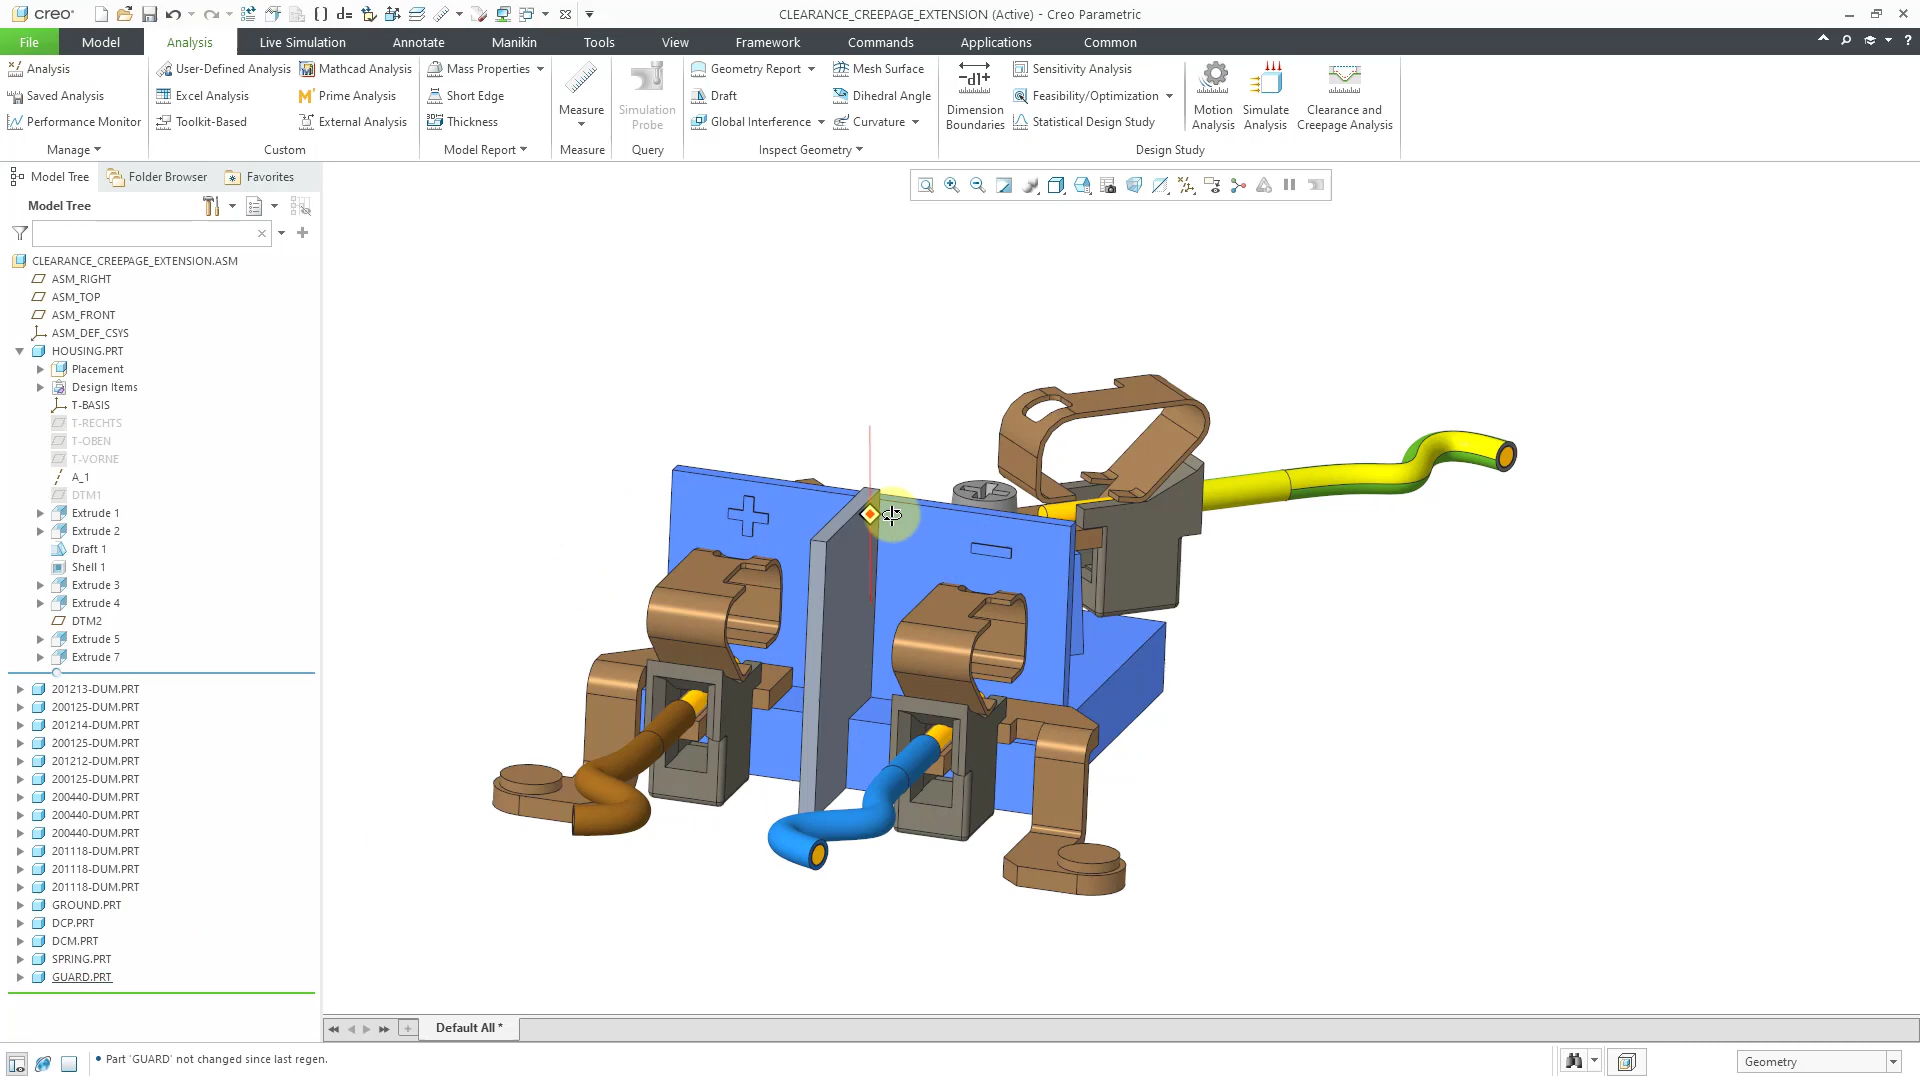 creo
CLEARANCE_CREEPAGE_EXTENSION (Active) - Creo Parametric
File
Model
Analysis
Live Simulation
Annotate
Manikin
Tools
View
Framework
Commands
Applications
Common
Analysis
Saved Analysis
Performance Monitor
Manage
User-Defined Analysis
Excel Analysis
Toolkit-Based
Mathcad Analysis
Prime Analysis
External Analysis
Custom
Mass Properties
Short Edge
Thickness
Model Report
Measure
Measure
Simulation
Probe
Query
Geometry Report
Draft
Global Interference
Mesh Surface
Dihedral Angle
Curvature
Inspect Geometry
Dimension
Boundaries
Sensitivity Analysis
Feasibility/Optimization
Statistical Design Study
Motion
Analysis
Simulate
Analysis
Clearance and
Creepage Analysis
Design Study
Model Tree
Folder Browser
Favorites
Model Tree
CLEARANCE_CREEPAGE_EXTENSION.ASM
ASM_RIGHT
ASM_TOP
ASM_FRONT
ASM_DEF_CSYS
HOUSING.PRT
Placement
Design Items
T-BASIS
T-RECHTS
T-OBEN
T-VORNE
A_1
DTM1
Extrude 1
Extrude 2
Draft 1
Shell 1
Extrude 3
Extrude 4
DTM2
Extrude 5
Extrude 7
201213-DUM.PRT
200125-DUM.PRT
201214-DUM.PRT
200125-DUM.PRT
201212-DUM.PRT
200125-DUM.PRT
200440-DUM.PRT
200440-DUM.PRT
200440-DUM.PRT
201118-DUM.PRT
201118-DUM.PRT
201118-DUM.PRT
GROUND.PRT
DCP.PRT
DCM.PRT
SPRING.PRT
GUARD.PRT
Default All *
Part 'GUARD' not changed since last regen.
Geometry